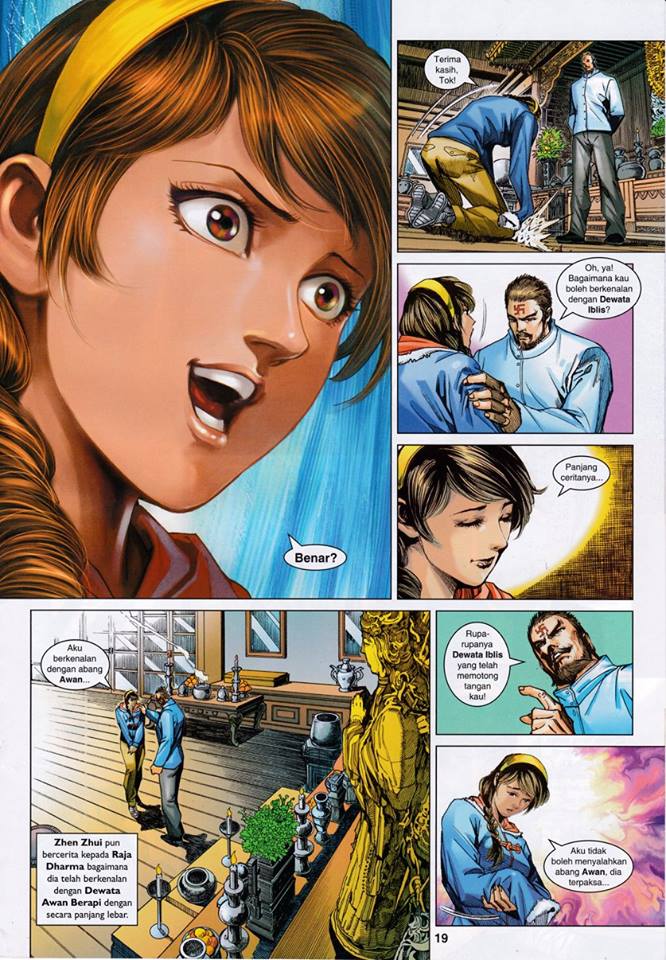 Benar?
Terima
kasih,
Tok!
Oh, ya!
Bagaimana kau
boleh berkenalan
dengan Dewata
Iblis?
Panjang
ceritanya...
Aku
berkenalan
dengan abang
Awan...
Zhen Zhui pun
bercerita kepada Raja
Dharma bagaimana
dia telah berkenalan
dengan Dewata
Awan Berapi dengan
secara panjang lebar.
Rupa-
rupanya
Dewata Iblis
yang telah
memotong
tangan
kau!
Aku tidak
boleh menyalahkan
abang Awan, dia
terpaksa...
19